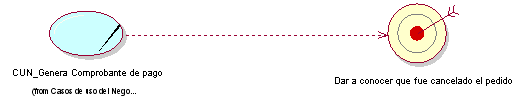 CUN_Genera Comprobante de pago
(from Casos de uso del Nego...
Dar a conocer que fue cancelado el pedido